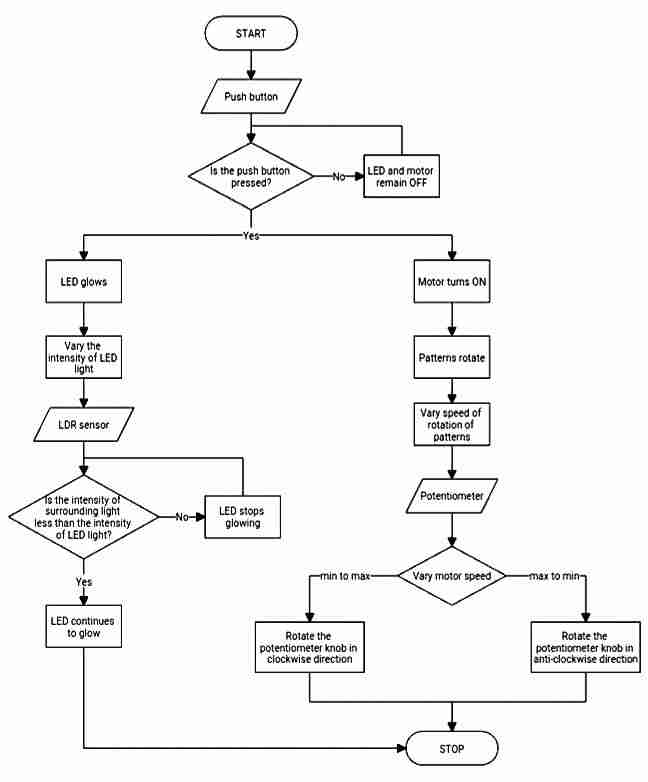 START
Push button
Is the push button
pressed?
No
LED and motor
remain OFF
Yes
LED glows
Motor turns ON
Vary the
intensity of LED
light
Patterns rotate
Vary speed of
rotation of
patterns
LDR sensor
Potentiometer
Is the intensity of
surrounding light
less than the intensity
of LED light?
No
LED stops
glowing
Yes
min to max
Vary motor speed
max to min
LED continues
to glow
Rotate the
potentiometer knob in
clockwise direction
Rotate the
potentiometer knob in
anti-clockwise direction
STOP